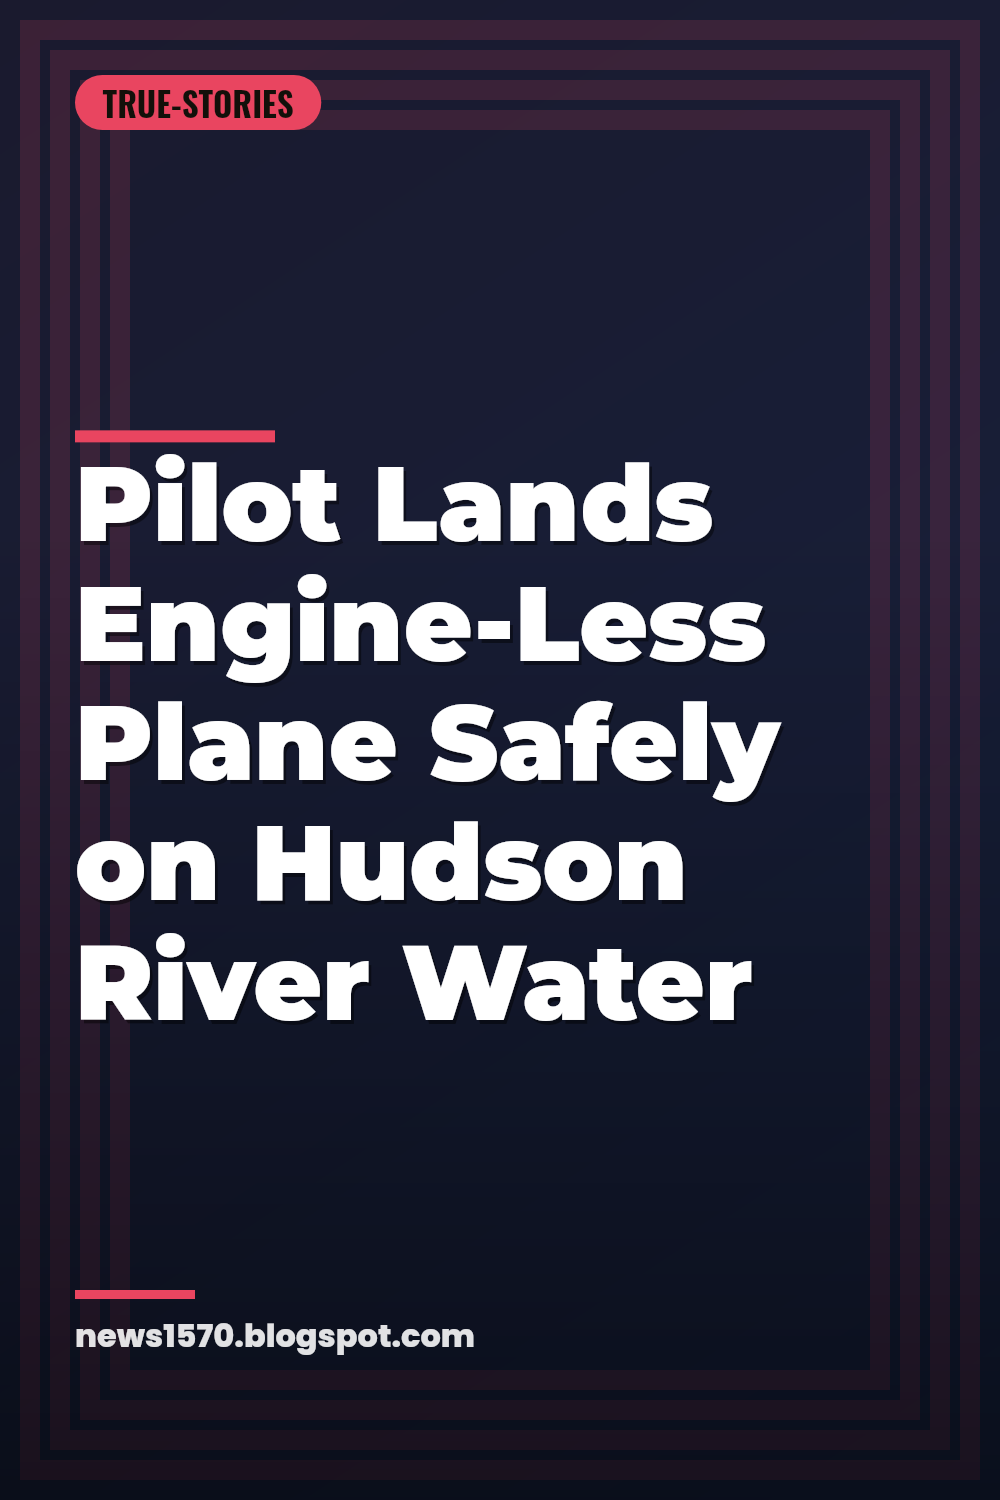 TRUE-STORIES
Pilot Lands
Engine-Less
Plane Safely
on Hudson
River Water
news1570.blogspot.com